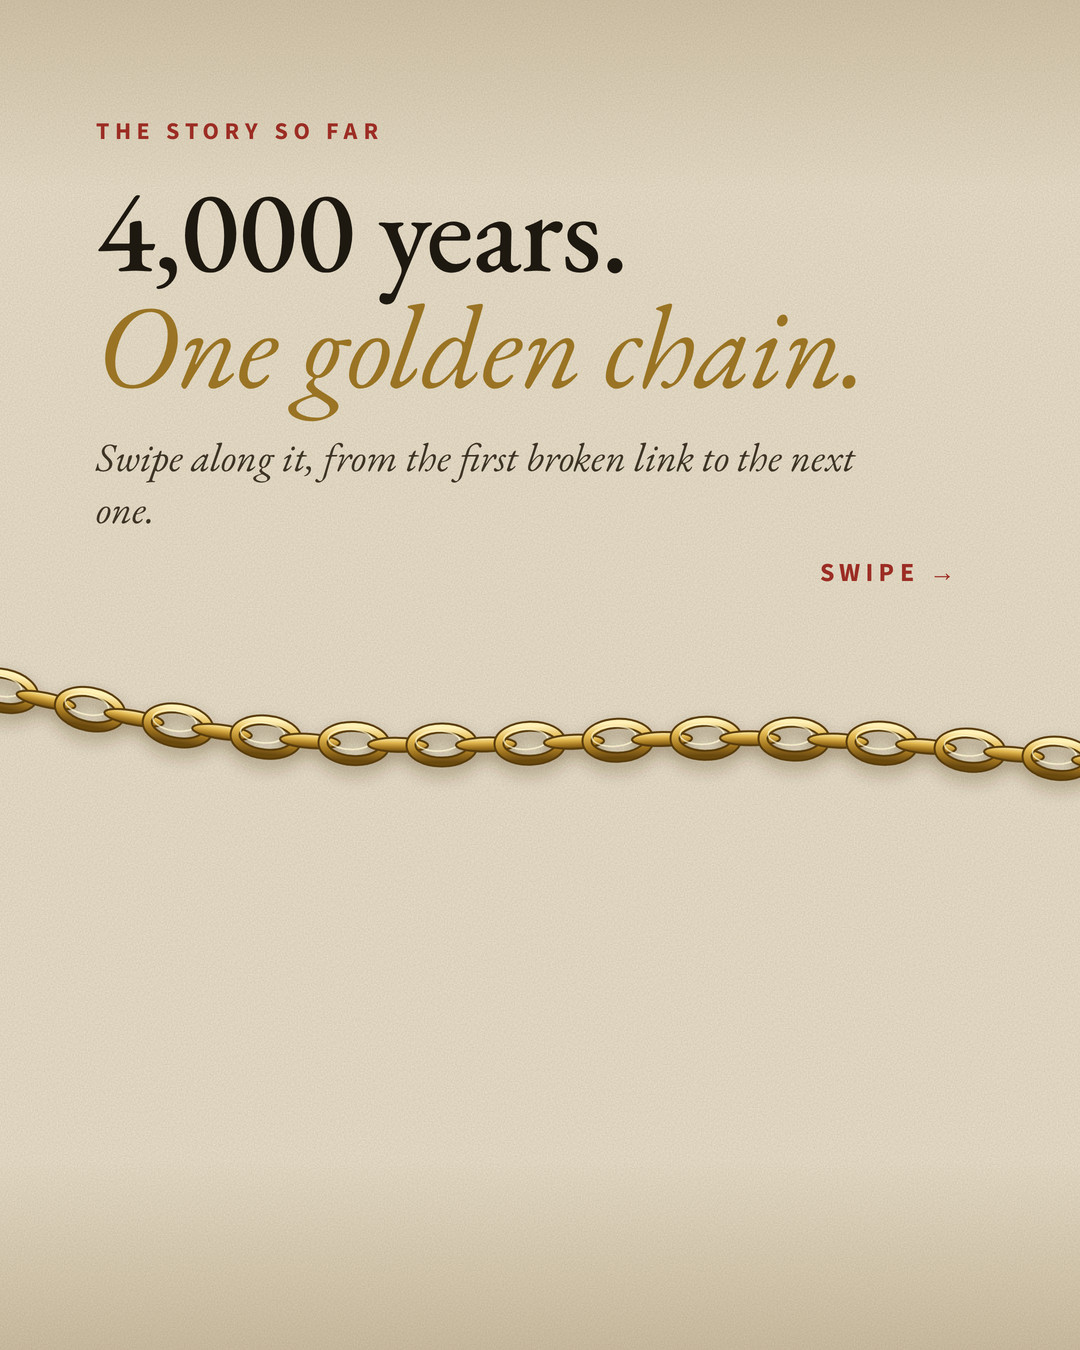 THE STORY SO FAR
4,000 years.
One golden chain.
Swipe along it, from the first broken link to the next
one.
SWIPE →